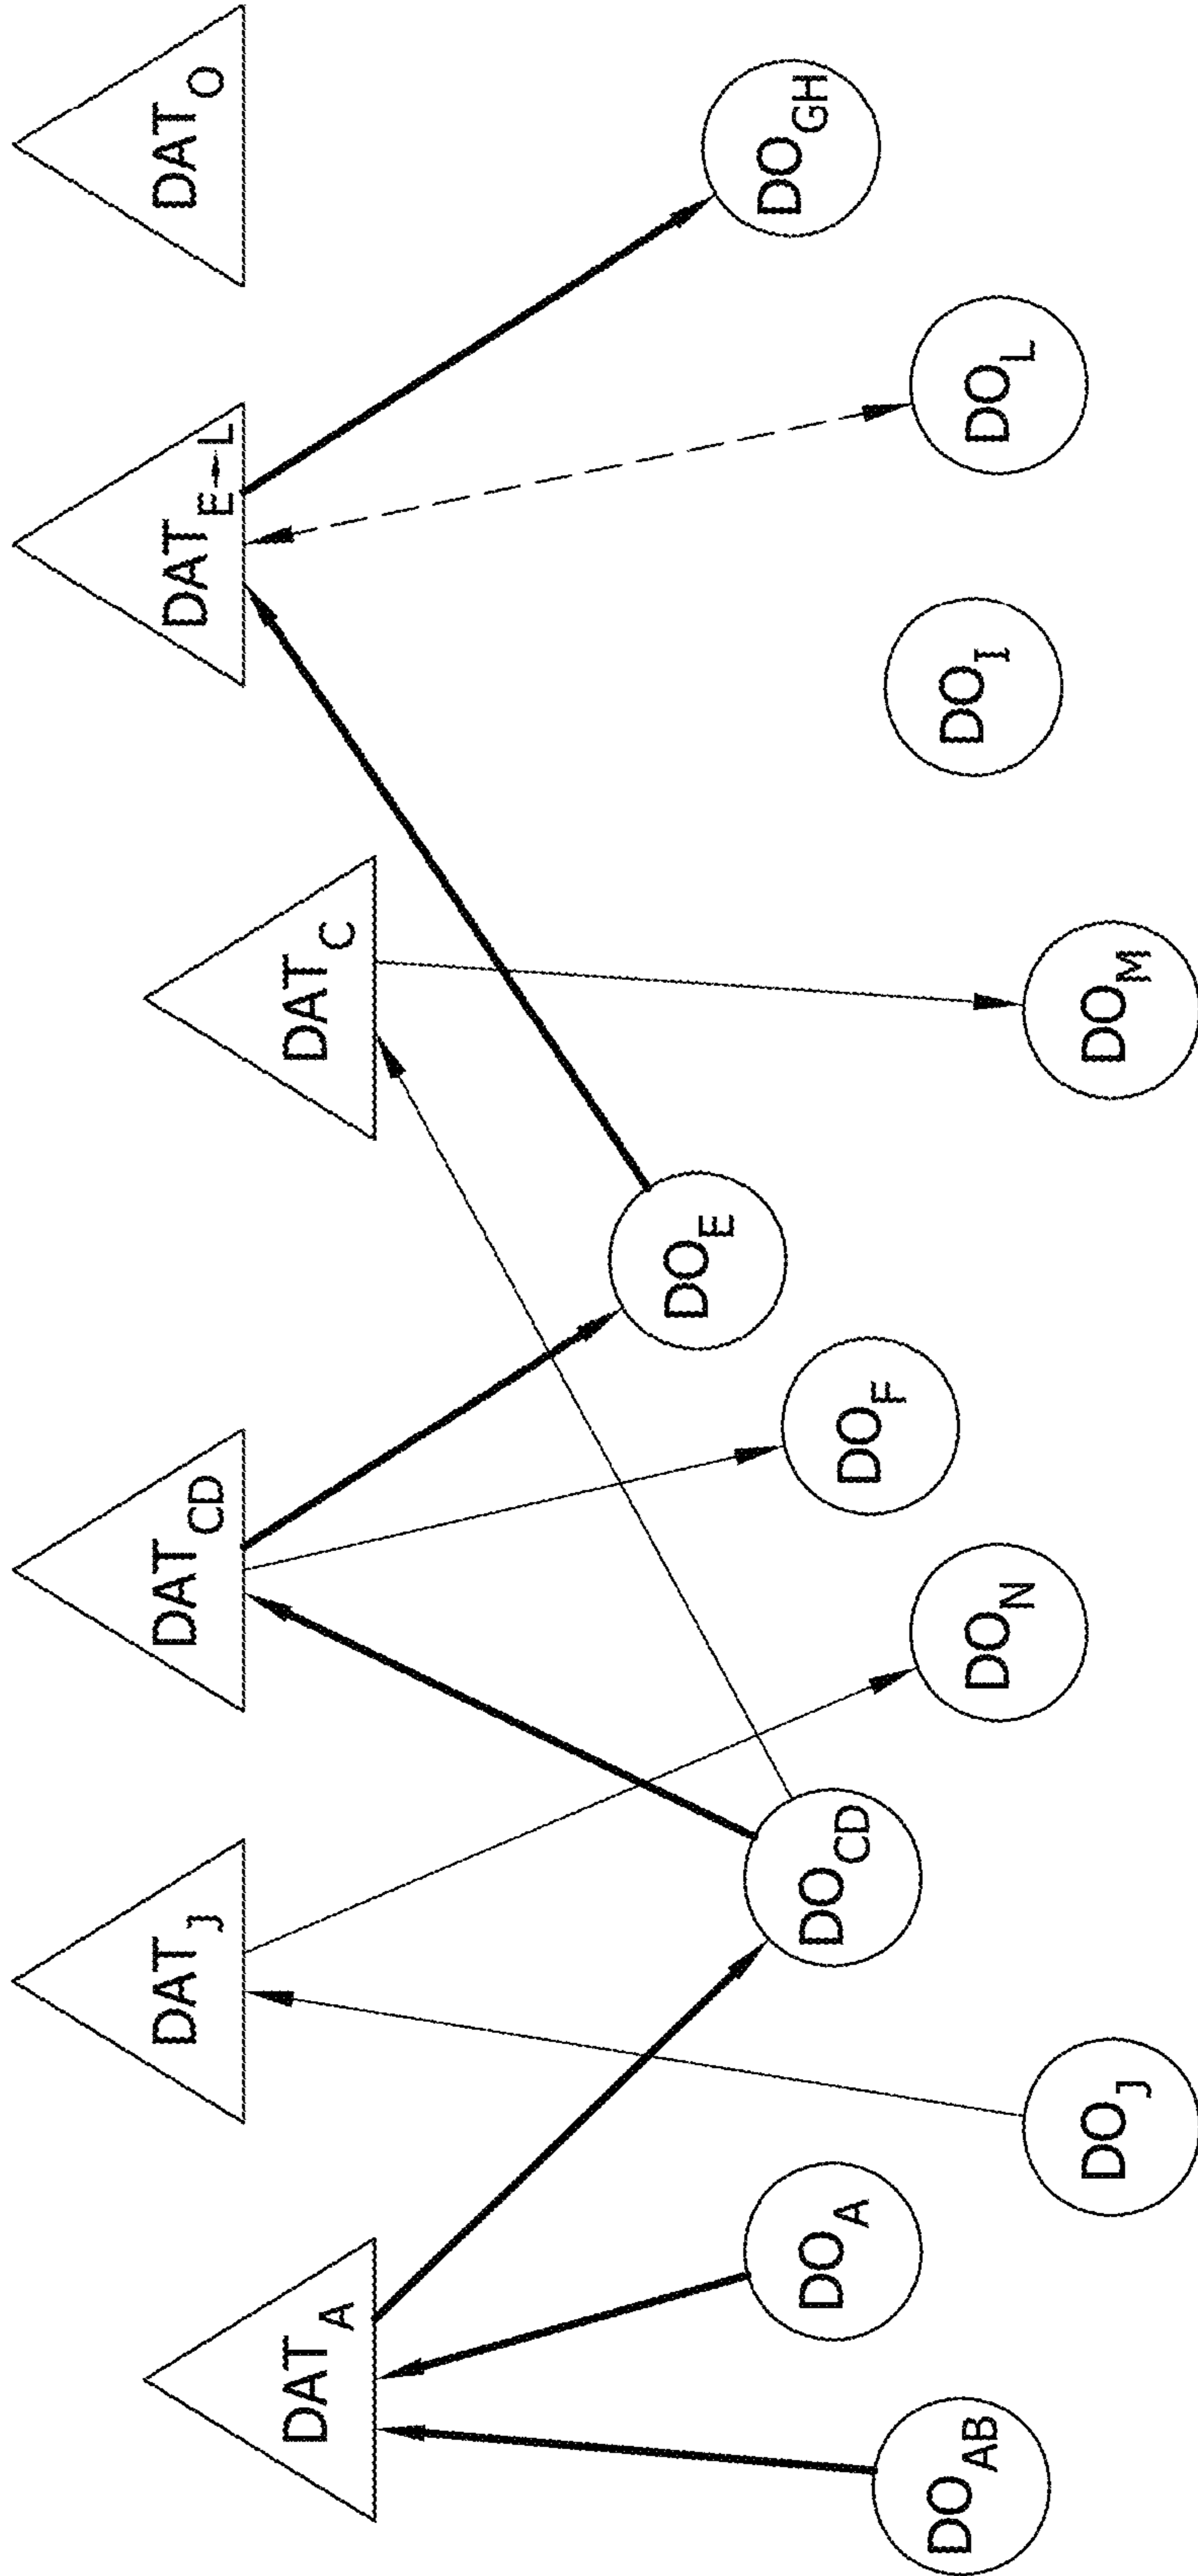 DAT_A
DAT_J
DAT_CD
DAT_C
DAT_E→L
DAT_O
DO_AB
DO_A
DO_J
DO_CD
DO_N
DO_F
DO_E
DO_M
DO_I
DO_L
DO_GH